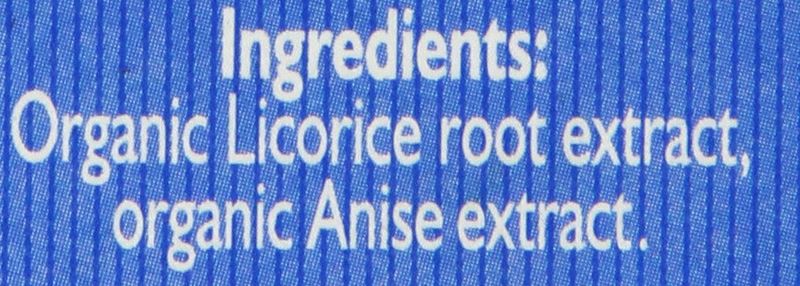 Ingredients:
Organic Licorice root extract,
organic Anise extract.